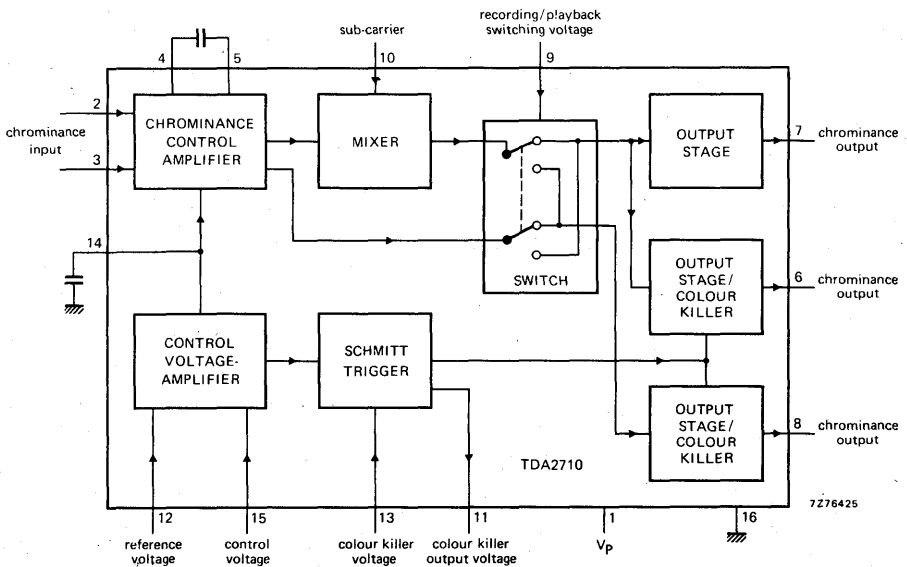 recording/playback
switching voltage
sub-carrier
4
5
10
9
2
chrominance
input
3
CHROMINANCE
CONTROL
AMPLIFIER
MIXER
OUTPUT
STAGE
7
chrominance
output
SWITCH
14
OUTPUT
STAGE/
COLOUR
KILLER
6
chrominance
output
CONTROL
VOLTAGE-
AMPLIFIER
SCHMITT
TRIGGER
OUTPUT
STAGE/
COLOUR
KILLER
8
chrominance
output
TDA2710
7Z76425
12
15
13
11
1
16
reference
voltage
control
voltage
colour killer
voltage
colour killer
output voltage
VP